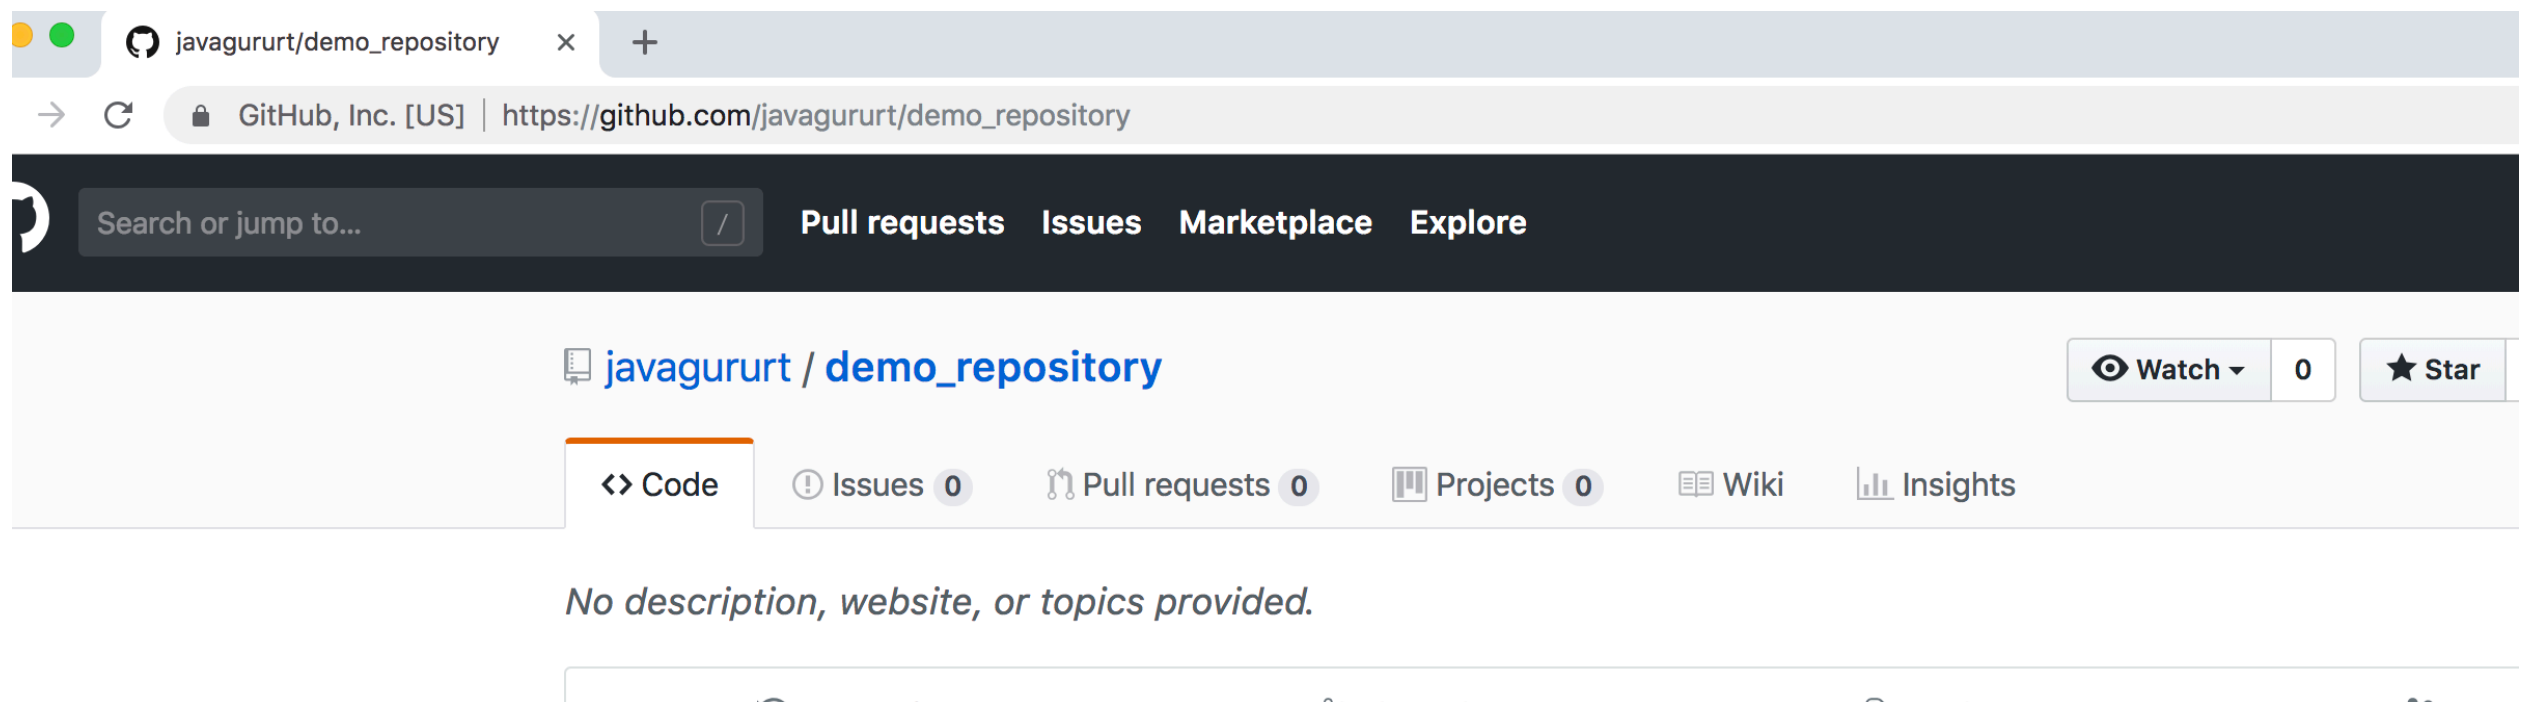 javagururt/demo_repository
GitHub, Inc. [US] | https://github.com/javagururt/demo_repository
Search or jump to... / Pull requests Issues Marketplace Explore
javagururt / demo_repository Watch 0 Star
<> Code Issues 0 Pull requests 0 Projects 0 Wiki Insights
No description, website, or topics provided.